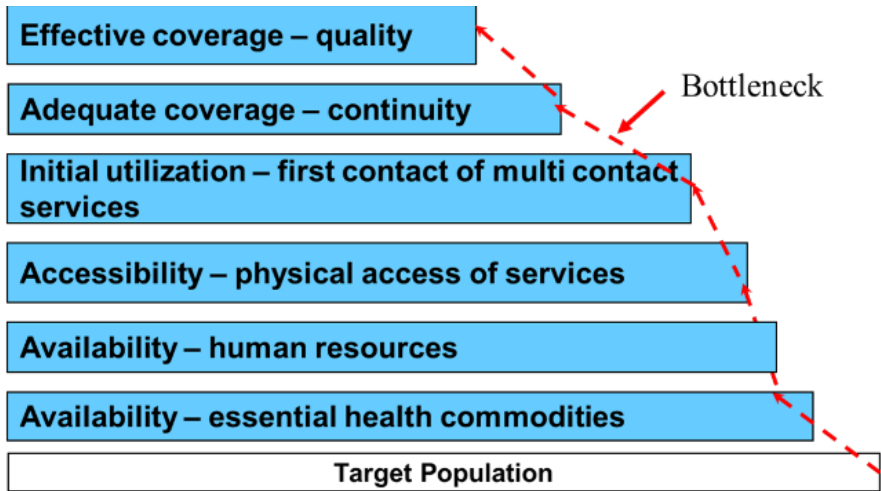 Effective coverage – quality
Bottleneck
Adequate coverage – continuity
Initial utilization – first contact of multi contact
services
Accessibility – physical access of services
Availability – human resources
Availability – essential health commodities
Target Population